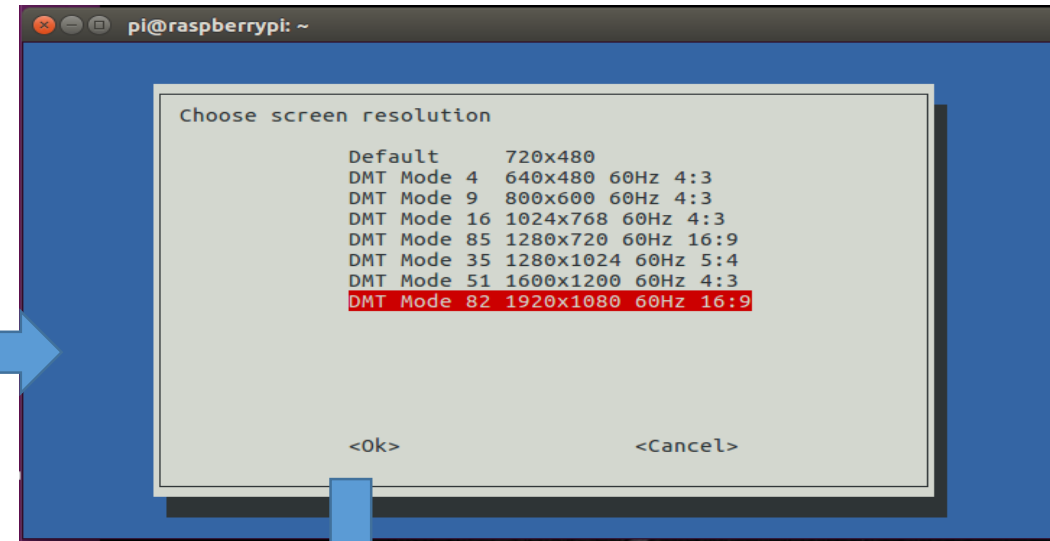 pi@raspberrypi: ~
Choose screen resolution
Default 720x480
DMT Mode 4 640x480 60Hz 4:3
DMT Mode 9 800x600 60Hz 4:3
DMT Mode 16 1024x768 60Hz 4:3
DMT Mode 85 1280x720 60Hz 16:9
DMT Mode 35 1280x1024 60Hz 5:4
DMT Mode 51 1600x1200 60Hz 4:3
DMT Mode 82 1920x1080 60Hz 16:9
<Ok> <Cancel>